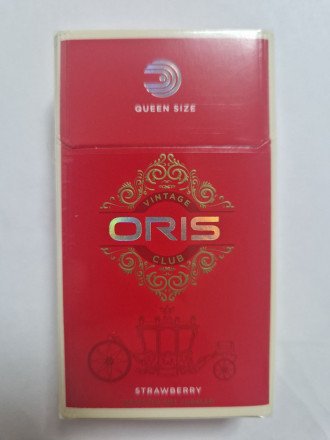 QUEEN SIZE
VINTAGE
ORIS
CLUB
STRAWBERRY